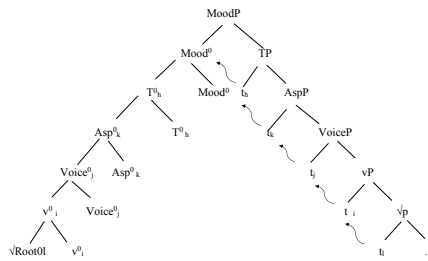 MoodP
Mood⁰ TP
T⁰ₕ Mood⁰ tₕ AspP
Asp⁰ₖ T⁰ₕ tₖ VoiceP
Voice⁰ⱼ Asp⁰ₖ tⱼ vP
v⁰ᵢ Voice⁰ⱼ t ᵢ √p
√Root0l v⁰ᵢ tₗ .